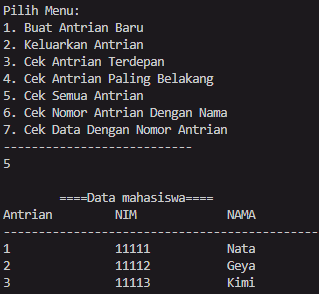 Pilih Menu:
1. Buat Antrian Baru
2. Keluarkan Antrian
3. Cek Antrian Terdepan
4. Cek Antrian Paling Belakang
5. Cek Semua Antrian
6. Cek Nomor Antrian Dengan Nama
7. Cek Data Dengan Nomor Antrian
---------------------------
5
====Data mahasiswa====
Antrian NIM NAMA
---------------------------------------------
1 11111 Nata
2 11112 Geya
3 11113 Kimi